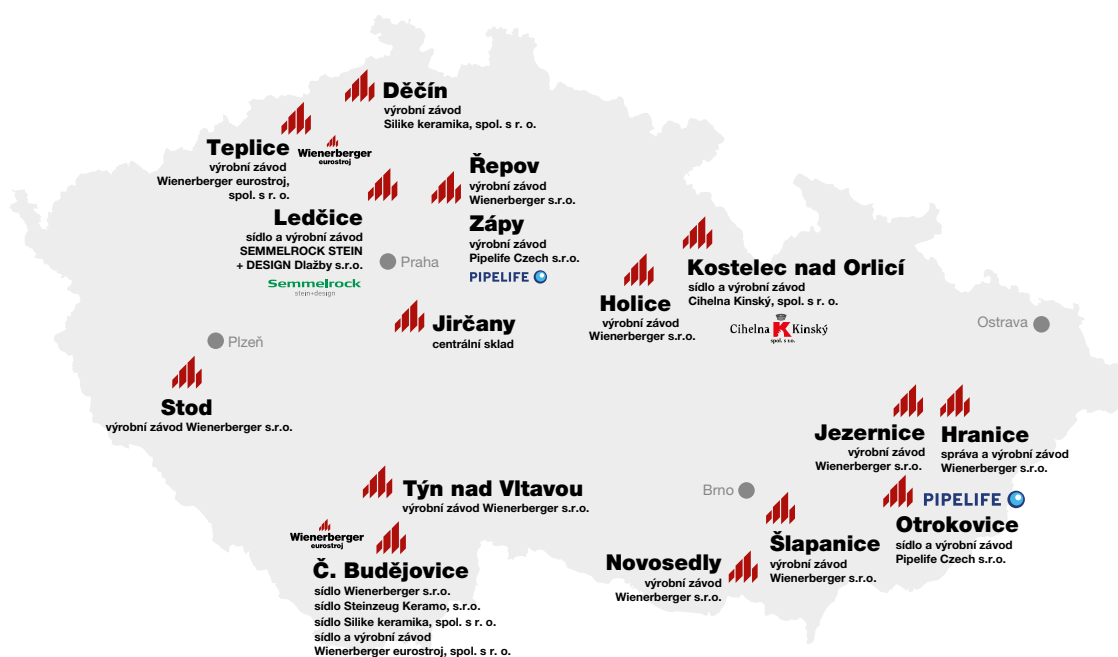 Děčín
výrobní závod
Silike keramika, spol. s r. o.
Teplice
výrobní závod
Wienerberger eurostroj,
spol. s r. o.
Wienerberger
eurostroj
Řepov
výrobní závod
Wienerberger s.r.o.
Ledčice
sídlo a výrobní závod
SEMMELROCK STEIN
+ DESIGN Dlažby s.r.o.
Semmelrock
stein+design
Zápy
výrobní závod
Pipelife Czech s.r.o.
PIPELIFE
Praha
Kostelec nad Orlicí
sídlo a výrobní závod
Cihelna Kinský, spol. s r. o.
Cihelna K Kinský
spol. s r.o.
Holice
výrobní závod
Wienerberger s.r.o.
Jirčany
centrální sklad
Ostrava
Plzeň
Stod
výrobní závod Wienerberger s.r.o.
Jezernice
výrobní závod
Wienerberger s.r.o.
Hranice
správa a výrobní závod
Wienerberger s.r.o.
Týn nad Vltavou
výrobní závod Wienerberger s.r.o.
Brno
PIPELIFE
Otrokovice
sídlo a výrobní závod
Pipelife Czech s.r.o.
Wienerberger
eurostroj
Č. Budějovice
sídlo Wienerberger s.r.o.
sídlo Steinzeug Keramo, s.r.o.
sídlo Silike keramika, spol. s r. o.
sídlo a výrobní závod
Wienerberger eurostroj, spol. s r. o.
Novosedly
výrobní závod
Wienerberger s.r.o.
Šlapanice
výrobní závod
Wienerberger s.r.o.